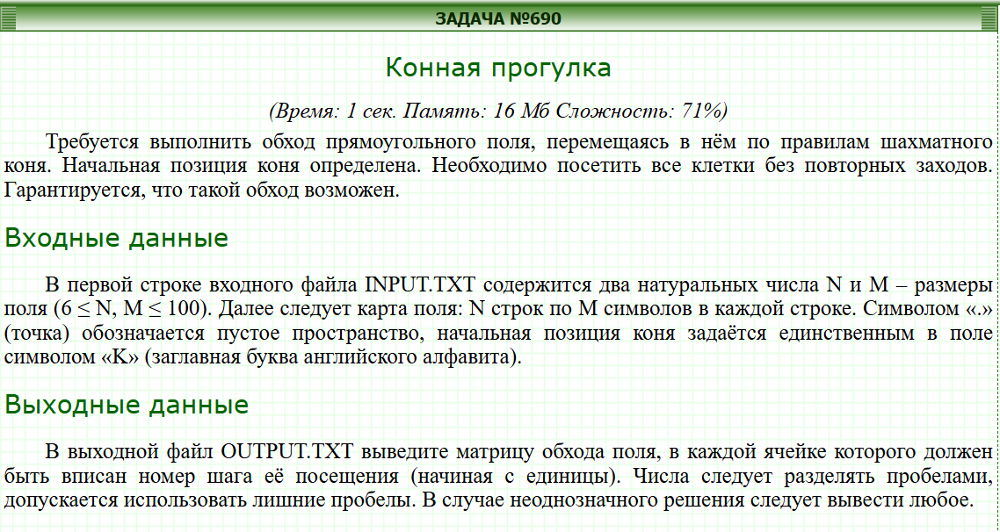 ЗАДАЧА №690
Конная прогулка
(Время: 1 сек. Память: 16 Мб Сложность: 71%)
Требуется выполнить обход прямоугольного поля, перемещаясь в нём по правилам шахматного
коня. Начальная позиция коня определена. Необходимо посетить все клетки без повторных заходов.
Гарантируется, что такой обход возможен.
Входные данные
В первой строке входного файла INPUT.TXT содержится два натуральных числа N и M – размеры
поля (6 ≤ N, M ≤ 100). Далее следует карта поля: N строк по M символов в каждой строке. Символом «.»
(точка) обозначается пустое пространство, начальная позиция коня задаётся единственным в поле
символом «K» (заглавная буква английского алфавита).
Выходные данные
В выходной файл OUTPUT.TXT выведите матрицу обхода поля, в каждой ячейке которого должен
быть вписан номер шага её посещения (начиная с единицы). Числа следует разделять пробелами,
допускается использовать лишние пробелы. В случае неоднозначного решения следует вывести любое.